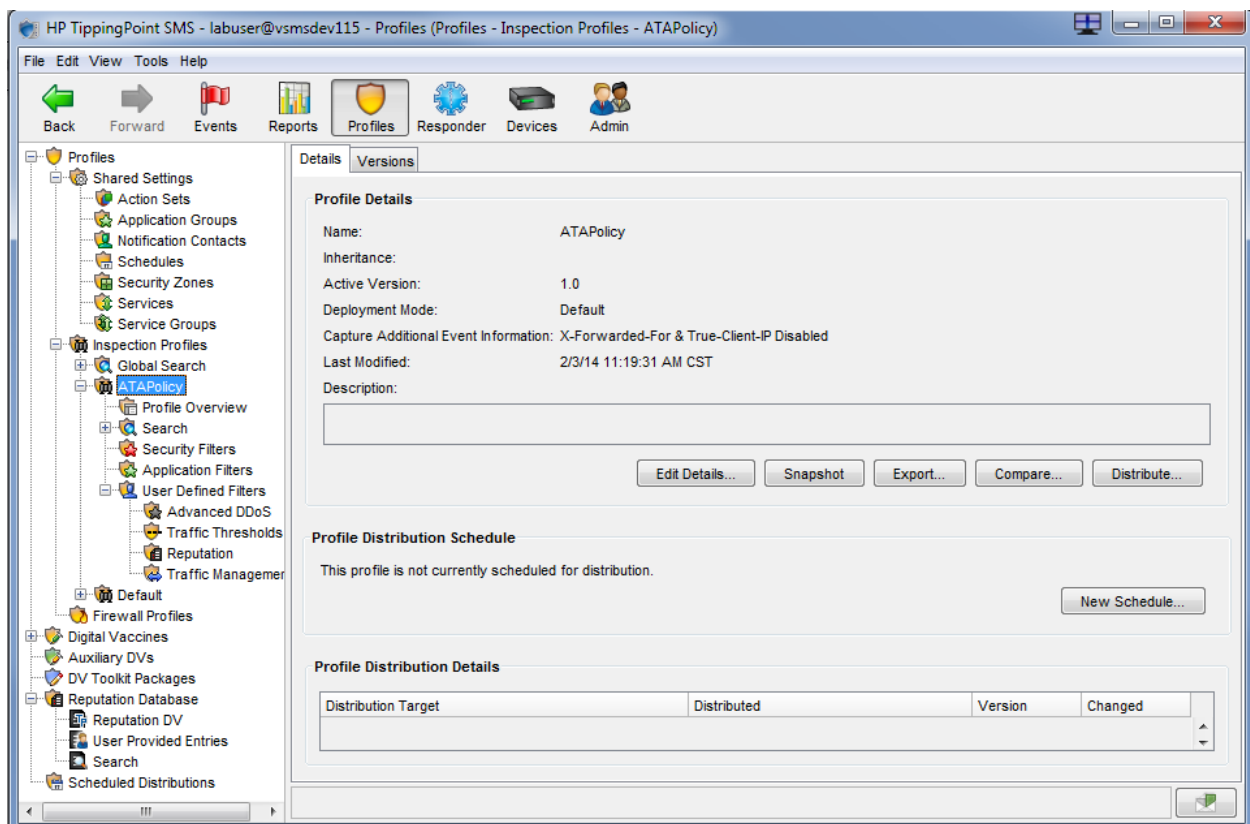 HP TippingPoint SMS - labuser@vsmsdev115 - Profiles (Profiles - Inspection Profiles - ATAPolicy)
File Edit View Tools Help
Back Forward Events Reports Profiles Responder Devices Admin
Profiles
Shared Settings
Action Sets
Application Groups
Notification Contacts
Schedules
Security Zones
Services
Service Groups
Inspection Profiles
Global Search
ATAPolicy
Profile Overview
Search
Security Filters
Application Filters
User Defined Filters
Advanced DDoS
Traffic Thresholds
Reputation
Traffic Managemer
Default
Firewall Profiles
Digital Vaccines
Auxiliary DVs
DV Toolkit Packages
Reputation Database
Reputation DV
User Provided Entries
Search
Scheduled Distributions
Details Versions
Profile Details
Name: ATAPolicy
Inheritance:
Active Version: 1.0
Deployment Mode: Default
Capture Additional Event Information: X-Forwarded-For & True-Client-IP Disabled
Last Modified: 2/3/14 11:19:31 AM CST
Description:
Edit Details... Snapshot Export... Compare... Distribute...
Profile Distribution Schedule
This profile is not currently scheduled for distribution.
New Schedule...
Profile Distribution Details
Distribution Target Distributed Version Changed